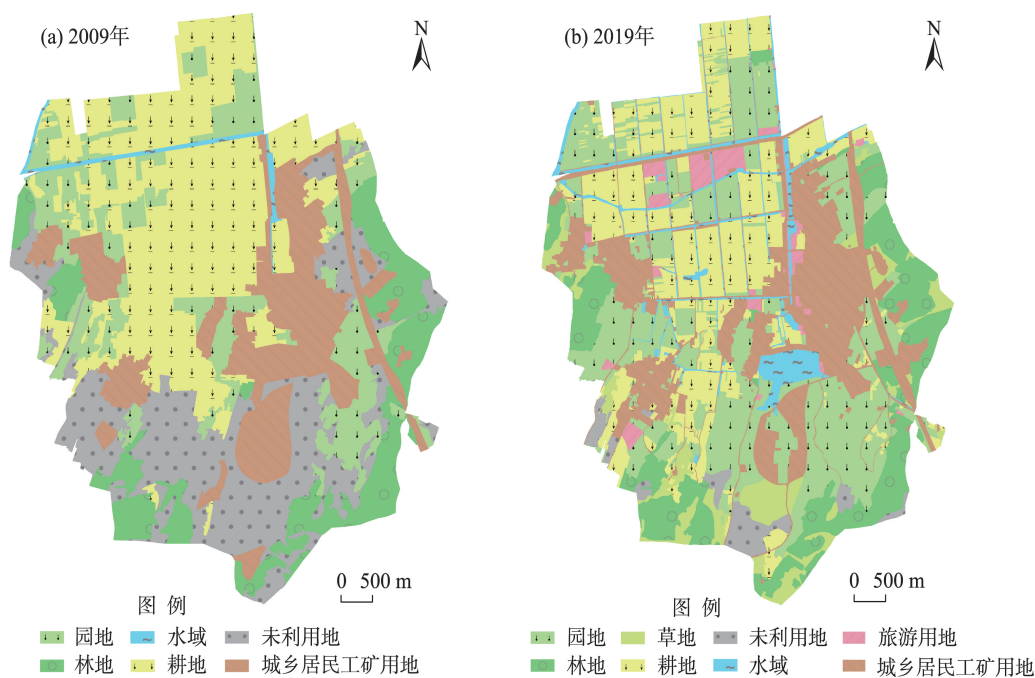 (a) 2009年
N
0 500 m
图 例
园地 水域 未利用地
林地 耕地 城乡居民工矿用地
(b) 2019年
N
0 500 m
图 例
园地 草地 未利用地 旅游用地
林地 耕地 水域 城乡居民工矿用地